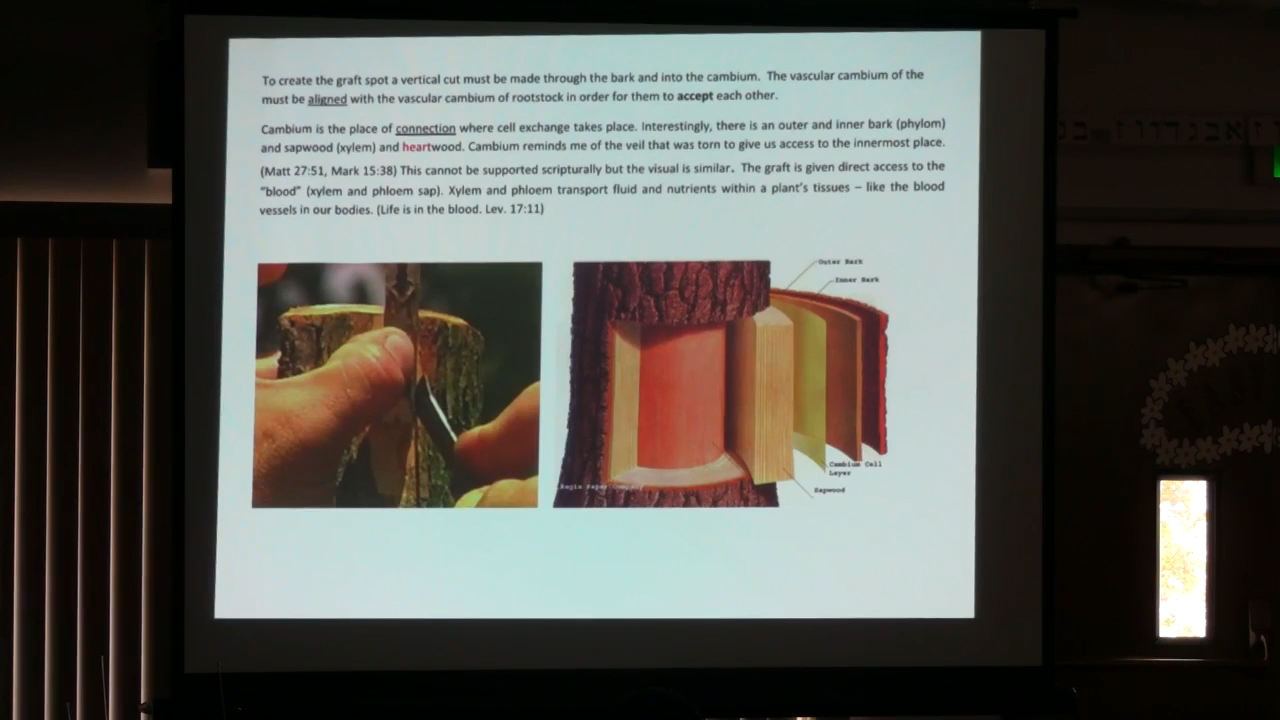 To create the graft spot a vertical cut must be made through the bark and into the cambium. The vascular cambium of the
must be aligned with the vascular cambium of rootstock in order for them to accept each other.
Cambium is the place of connection where cell exchange takes place. Interestingly, there is an outer and inner bark (phylom)
and sapwood (xylem) and heartwood. Cambium reminds me of the veil that was torn to give us access to the innermost place.
(Matt 27:51, Mark 15:38) This cannot be supported scripturally but the visual is similar. The graft is given direct access to the
"blood" (xylem and phloem sap). Xylem and phloem transport fluid and nutrients within a plant's tissues – like the blood
vessels in our bodies. (Life is in the blood. Lev. 17:11)
Outer Bark
Inner Bark
Cambium Cell
Layer
Sapwood
Regis Paper Company